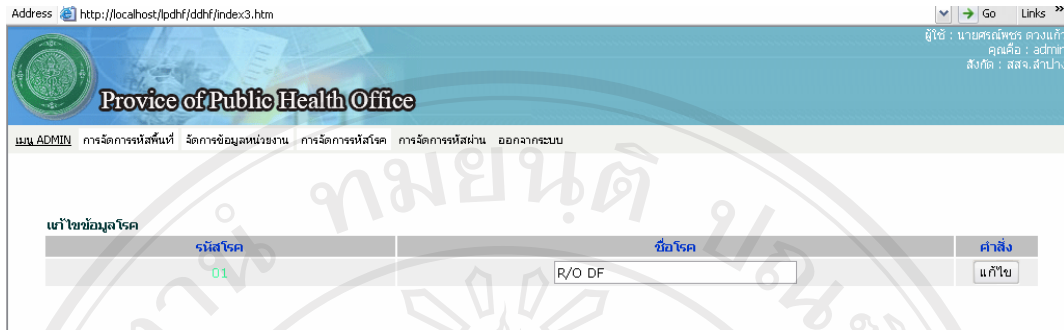 Address http://localhost/lpdhf/ddhf/index3.htm Go Links »
ผู้ใช้ : นายศรณ์พชร ดวงแก้ว
คุณคือ : admin
สังกัด : สสจ.ลำปาง
Provice of Public Health Office
เมนู ADMIN การจัดการรหัสพื้นที่ จัดการข้อมูลหน่วยงาน การจัดการรหัสโรค การจัดการรหัสผ่าน ออกจากระบบ
แก้ไขข้อมูลโรค
รหัสโรค ชื่อโรค คำสั่ง
01 R/O DF แก้ไข